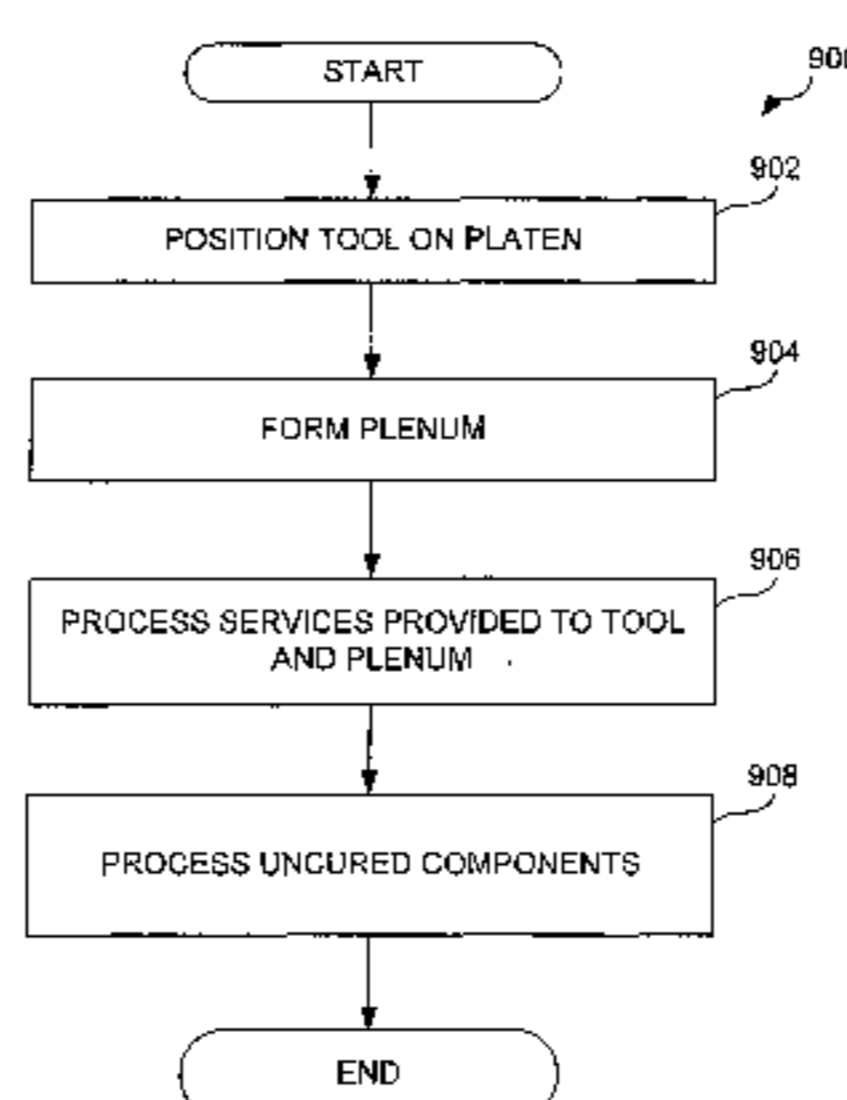 START
902
POSITION TOOL ON PLATEN
904
FORM PLENUM
906
PROCESS SERVICES PROVIDED TO TOOL
AND PLENUM
908
PROCESS UNCURED COMPONENTS
END